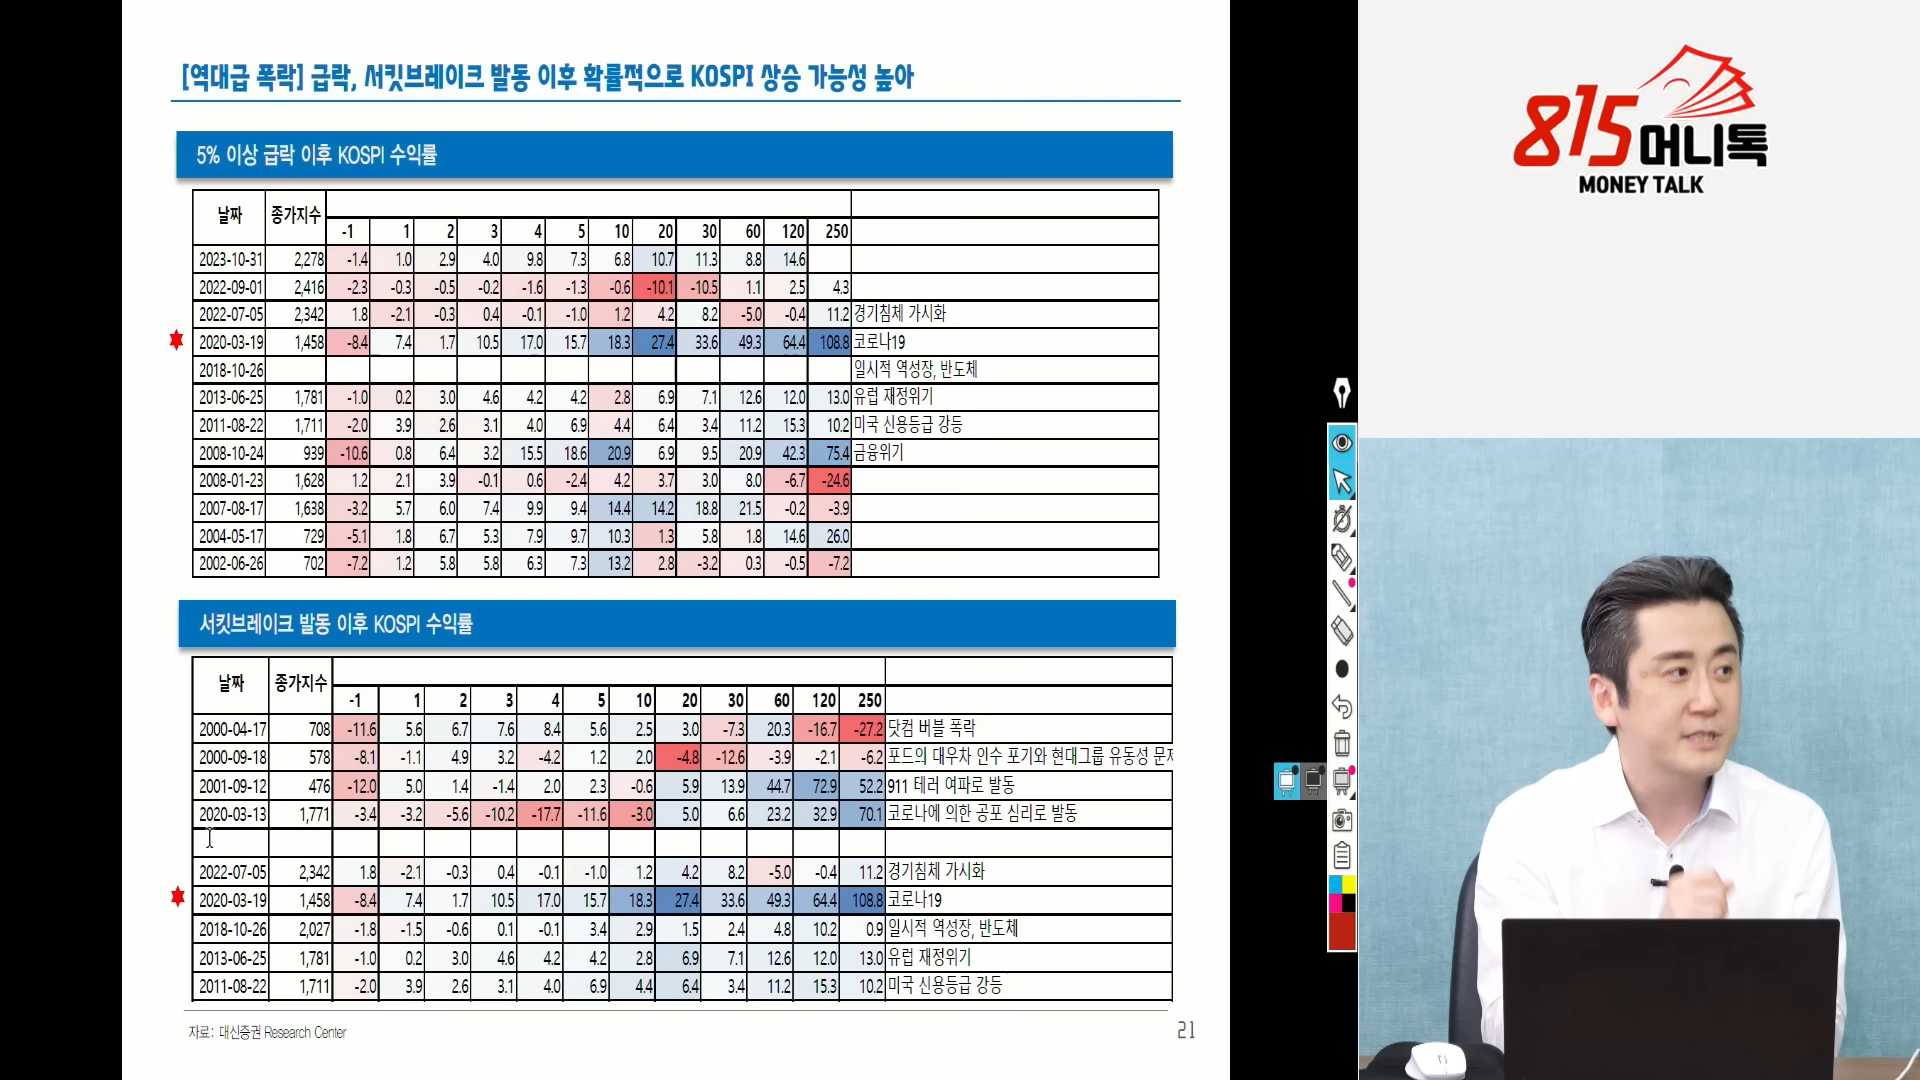 [역대급 폭락] 급락, 서킷브레이크 발동 이후 확률적으로 KOSPI 상승 가능성 높아
5% 이상 급락 이후 KOSPI 수익률
날짜 종가지수 -1 1 2 3 4 5 10 20 30 60 120 250
2023-10-31 2,278 -1.4 1.0 2.9 4.0 9.8 7.3 6.8 10.7 11.3 8.8 14.6
2022-09-01 2,416 -2.3 -0.3 -0.5 -0.2 -1.6 -1.3 -0.6 -10.1 -10.5 1.1 2.5 4.3
2022-07-05 2,342 1.8 -2.1 -0.3 0.4 -0.1 -1.0 1.2 4.2 8.2 -5.0 -0.4 11.2 경기침체 가시화
2020-03-19 1,458 -8.4 7.4 1.7 10.5 17.0 15.7 18.3 27.4 33.6 49.3 64.4 108.8 코로나19
2018-10-26 일시적 역성장, 반도체
2013-06-25 1,781 -1.0 0.2 3.0 4.6 4.2 4.2 2.8 6.9 7.1 12.6 12.0 13.0 유럽 재정위기
2011-08-22 1,711 -2.0 3.9 2.6 3.1 4.0 6.9 4.4 6.4 3.4 11.2 15.3 10.2 미국 신용등급 강등
2008-10-24 939 -10.6 0.8 6.4 3.2 15.5 18.6 20.9 6.9 9.5 20.9 42.3 75.4 금융위기
2008-01-23 1,628 1.2 2.1 3.9 -0.1 0.6 -2.4 4.2 3.7 3.0 8.0 -6.7 -24.6
2007-08-17 1,638 -3.2 5.7 6.0 7.4 9.9 9.4 14.4 14.2 18.8 21.5 -0.2 -3.9
2004-05-17 729 -5.1 1.8 6.7 5.3 7.9 9.7 10.3 1.3 5.8 1.8 14.6 26.0
2002-06-26 702 -7.2 1.2 5.8 5.8 6.3 7.3 13.2 2.8 -3.2 0.3 -0.5 -7.2
서킷브레이크 발동 이후 KOSPI 수익률
날짜 종가지수 -1 1 2 3 4 5 10 20 30 60 120 250
2000-04-17 708 -11.6 5.6 6.7 7.6 8.4 5.6 2.5 3.0 -7.3 20.3 -16.7 -27.2 닷컴 버블 폭락
2000-09-18 578 -8.1 -1.1 4.9 3.2 -4.2 1.2 2.0 -4.8 -12.6 -3.9 -2.1 -6.2 포드의 대우차 인수 포기와 현대그룹 유동성 문제
2001-09-12 476 -12.0 5.0 1.4 -1.4 2.0 2.3 -0.6 5.9 13.9 44.7 72.9 52.2 911 테러 여파로 발동
2020-03-13 1,771 -3.4 -3.2 -5.6 -10.2 -17.7 -11.6 -3.0 5.0 6.6 23.2 32.9 70.1 코로나에 의한 공포 심리로 발동
2022-07-05 2,342 1.8 -2.1 -0.3 0.4 -0.1 -1.0 1.2 4.2 8.2 -5.0 -0.4 11.2 경기침체 가시화
2020-03-19 1,458 -8.4 7.4 1.7 10.5 17.0 15.7 18.3 27.4 33.6 49.3 64.4 108.8 코로나19
2018-10-26 2,027 -1.8 -1.5 -0.6 0.1 -0.1 3.4 2.9 1.5 2.4 4.8 10.2 0.9 일시적 역성장, 반도체
2013-06-25 1,781 -1.0 0.2 3.0 4.6 4.2 4.2 2.8 6.9 7.1 12.6 12.0 13.0 유럽 재정위기
2011-08-22 1,711 -2.0 3.9 2.6 3.1 4.0 6.9 4.4 6.4 3.4 11.2 15.3 10.2 미국 신용등급 강등
자료: 대신증권 Research Center
21
815머니톡
MONEY TALK